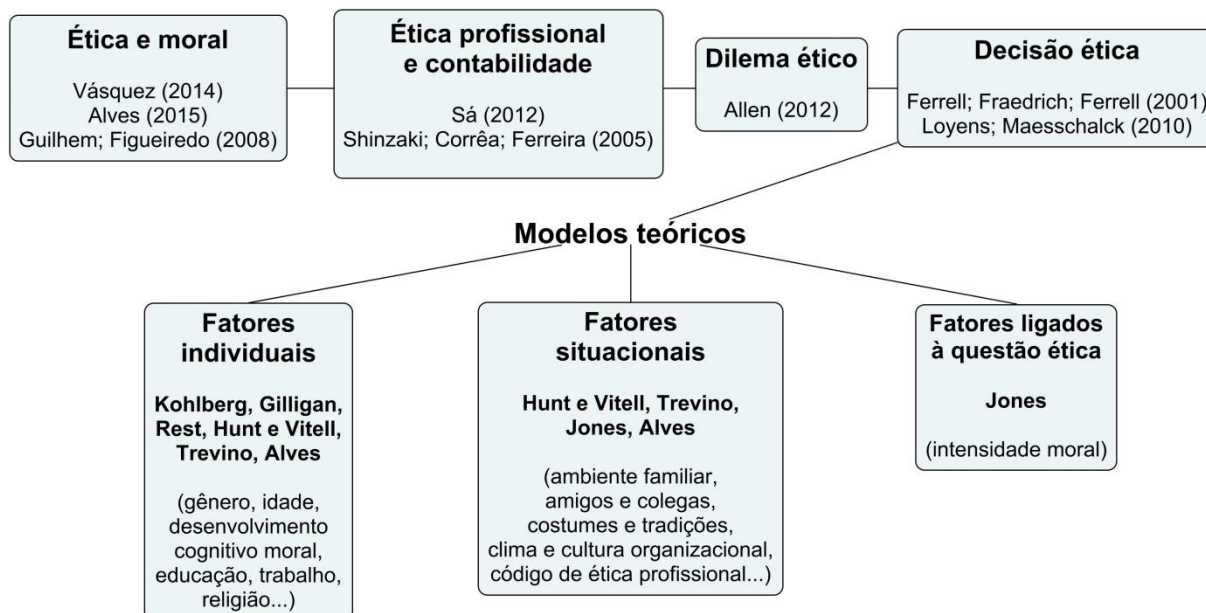 Ética e moral
Vásquez (2014)
Alves (2015)
Guilhem; Figueiredo (2008)
Ética profissional
e contabilidade
Sá (2012)
Shinzaki; Corrêa; Ferreira (2005)
Dilema ético
Allen (2012)
Decisão ética
Ferrell; Fraedrich; Ferrell (2001)
Loyens; Maesschalck (2010)
Modelos teóricos
Fatores
individuais
Kohlberg, Gilligan,
Rest, Hunt e Vitell,
Trevino, Alves
(gênero, idade,
desenvolvimento
cognitivo moral,
educação, trabalho,
religião...)
Fatores
situacionais
Hunt e Vitell, Trevino,
Jones, Alves
(ambiente familiar,
amigos e colegas,
costumes e tradições,
clima e cultura organizacional,
código de ética profissional...)
Fatores ligados
à questão ética
Jones
(intensidade moral)